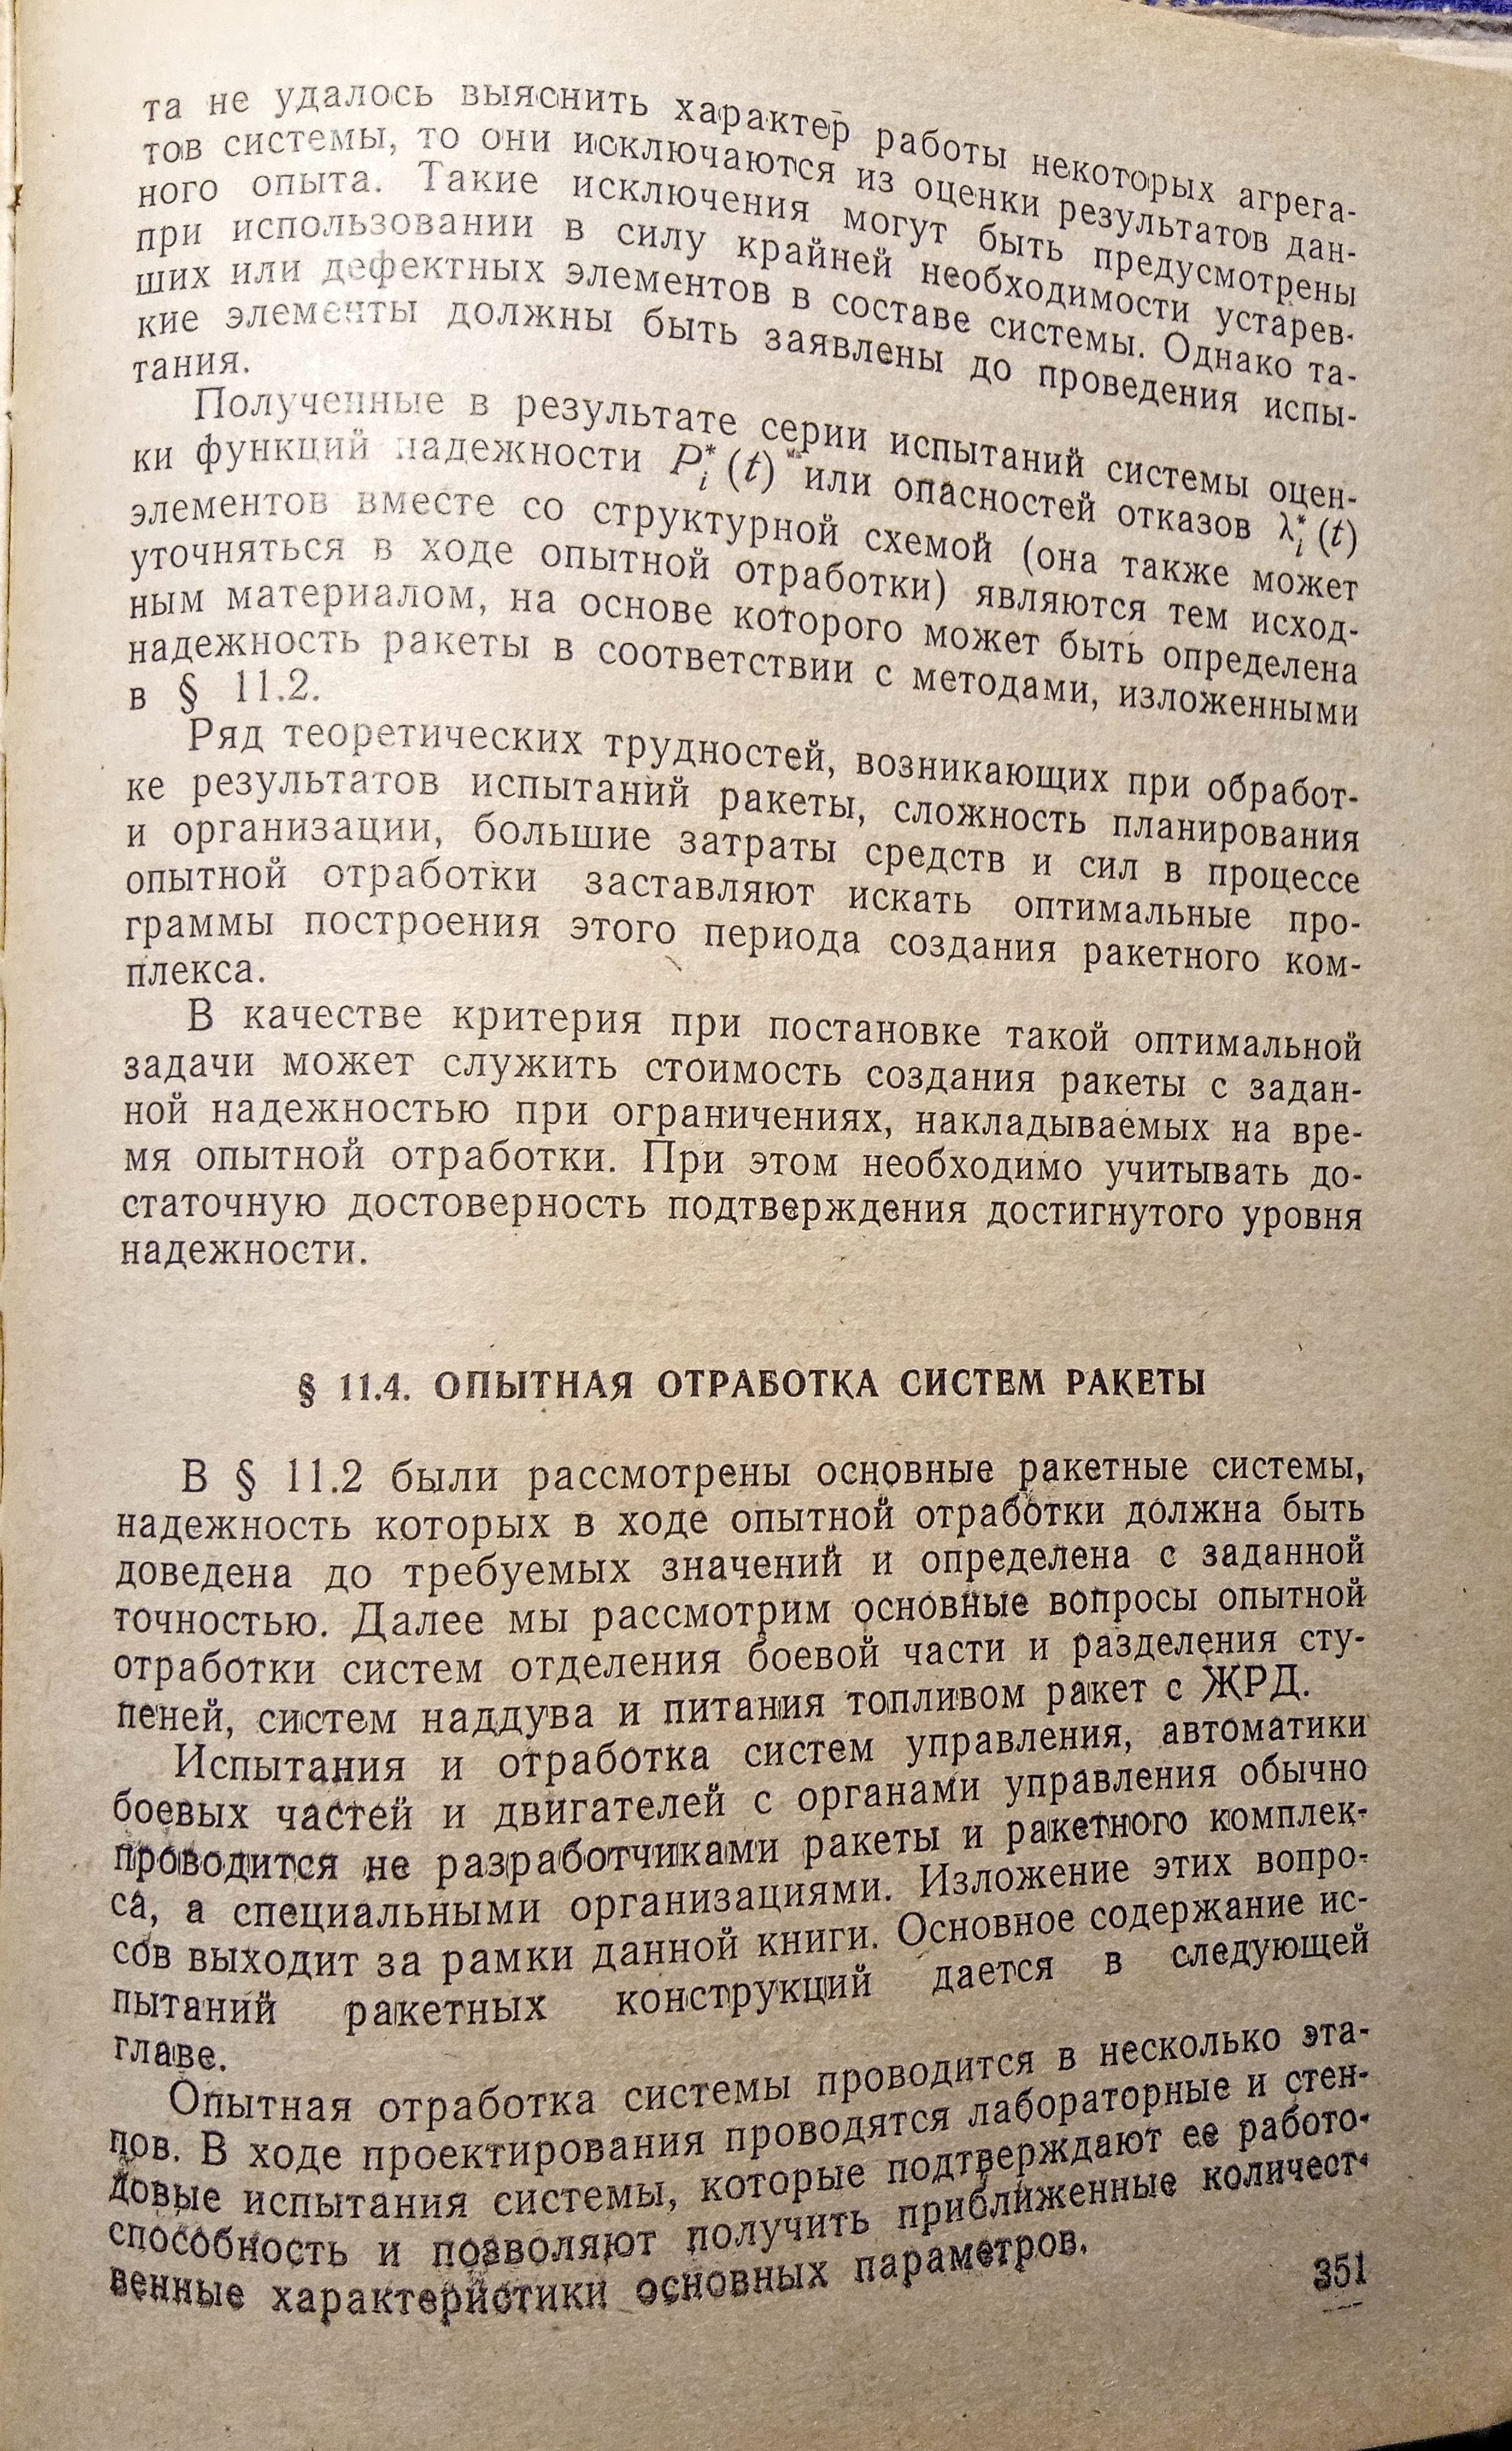 та не удалось выяснить характер работы некоторых агрега-
тов системы, то они исключаются из оценки результатов дан-
ного опыта. Такие исключения могут быть предусмотрены
при использовании в силу крайней необходимости устарев-
ших или дефектных элементов в составе системы. Однако та-
кие элементы должны быть заявлены до проведения испы-
тания.
Полученные в результате серии испытаний системы оцен-
ки функций надежности P*i (t) или опасностей отказов λ*i (t)
элементов вместе со структурной схемой (она также может
уточняться в ходе опытной отработки) являются тем исход-
ным материалом, на основе которого может быть определена
надежность ракеты в соответствии с методами, изложенными
в § 11.2.
Ряд теоретических трудностей, возникающих при обработ-
ке результатов испытаний ракеты, сложность планирования
и организации, большие затраты средств и сил в процессе
опытной отработки заставляют искать оптимальные про-
граммы построения этого периода создания ракетного ком-
плекса.
В качестве критерия при постановке такой оптимальной
задачи может служить стоимость создания ракеты с задан-
ной надежностью при ограничениях, накладываемых на вре-
мя опытной отработки. При этом необходимо учитывать до-
статочную достоверность подтверждения достигнутого уровня
надежности.
§ 11.4. ОПЫТНАЯ ОТРАБОТКА СИСТЕМ РАКЕТЫ
В § 11.2 были рассмотрены основные ракетные системы,
надежность которых в ходе опытной отработки должна быть
доведена до требуемых значений и определена с заданной
точностью. Далее мы рассмотрим основные вопросы опытной
отработки систем отделения боевой части и разделения сту-
пеней, систем наддува и питания топливом ракет с ЖРД.
Испытания и отработка систем управления, автоматики
боевых частей и двигателей с органами управления обычно
проводится не разработчиками ракеты и ракетного комплек-
са, а специальными организациями. Изложение этих вопро-
сов выходит за рамки данной книги. Основное содержание ис-
пытаний ракетных конструкций дается в следующей
главе.
Опытная отработка системы проводится в несколько эта-
пов. В ходе проектирования проводятся лабораторные и стен-
довые испытания системы, которые подтверждают ее работо-
способность и позволяют получить приближенные количест-
венные характеристики основных параметров.
351